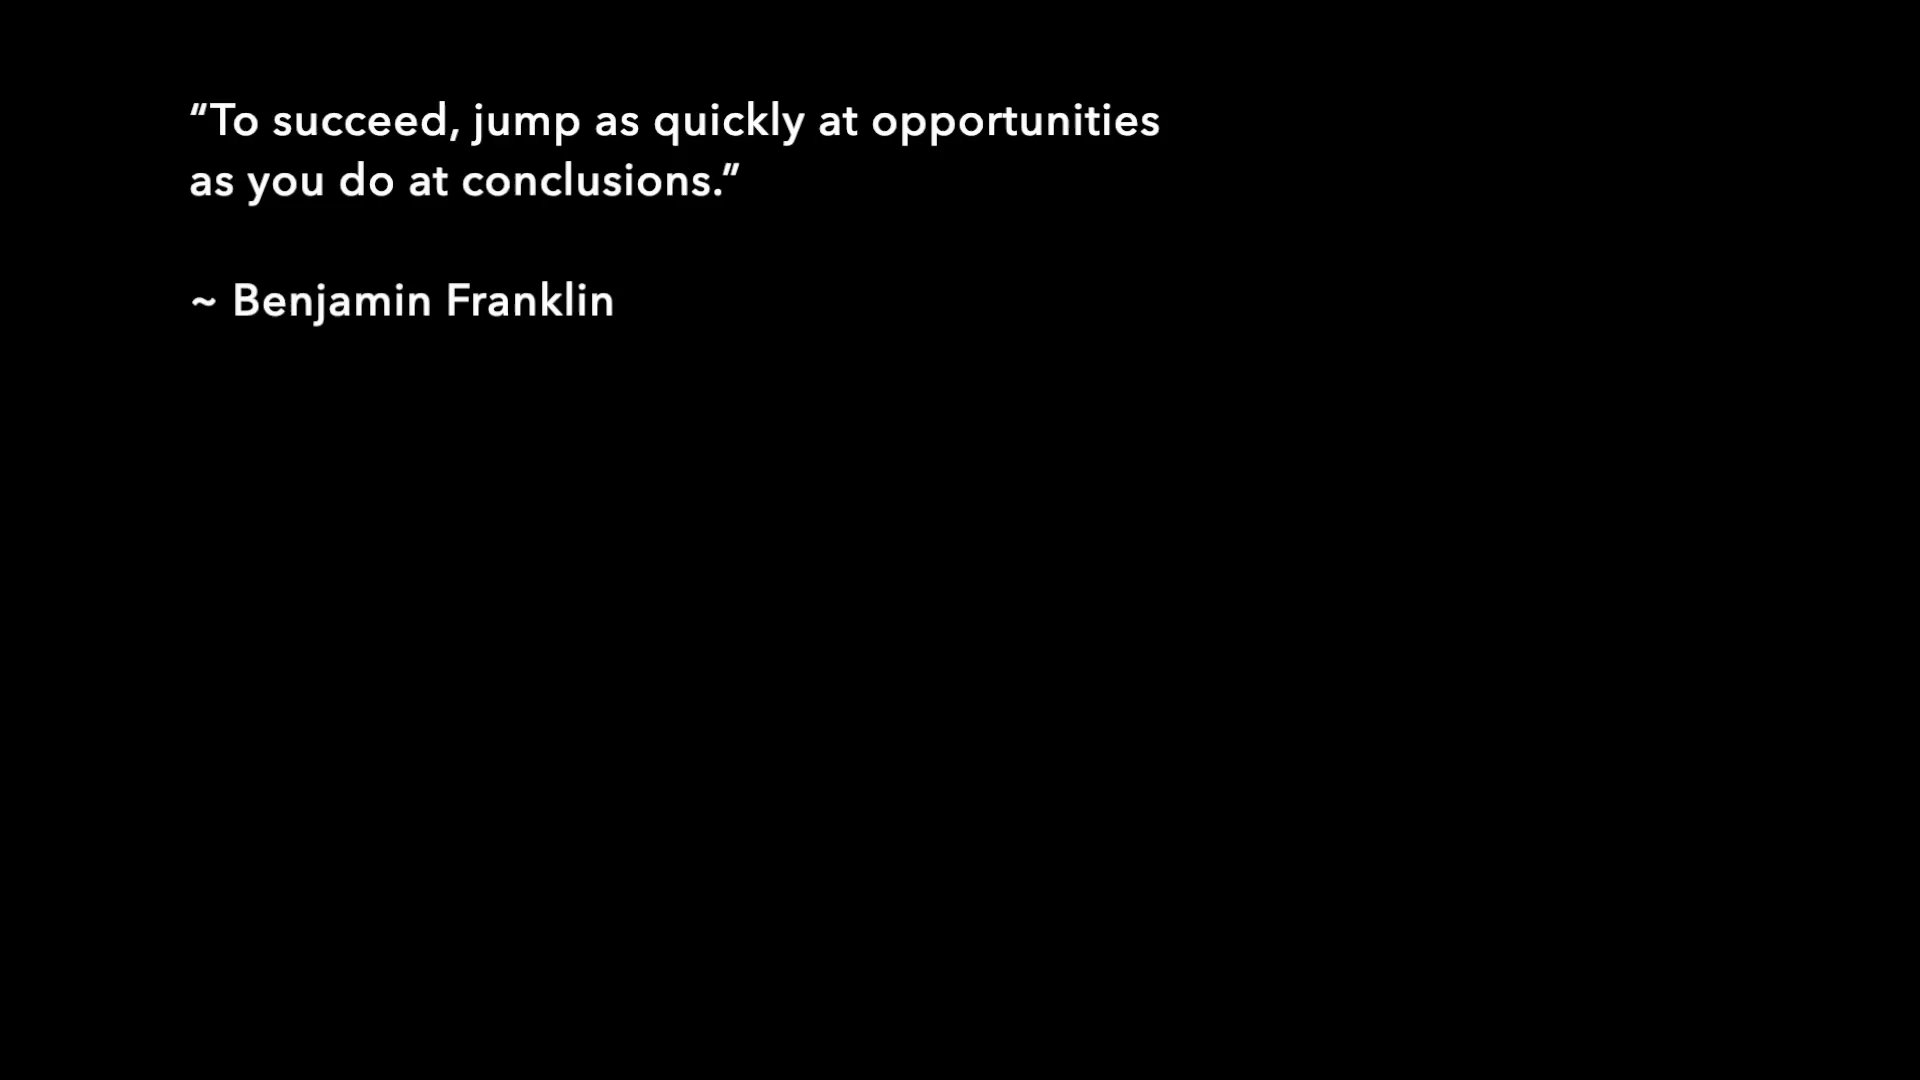 “To succeed, jump as quickly at opportunities
as you do at conclusions.”
~ Benjamin Franklin